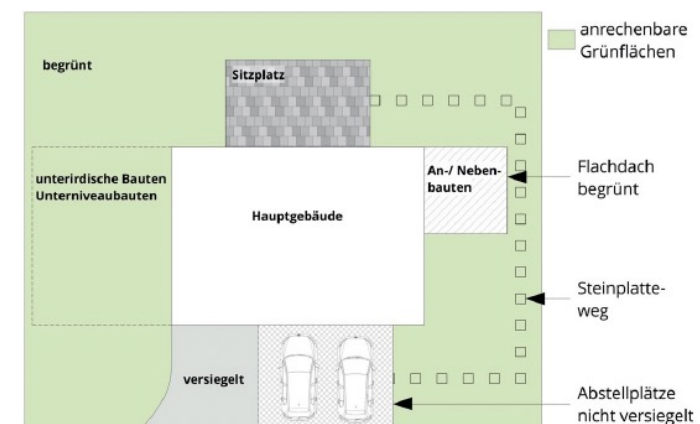 anrechenbare
Grünflächen
begrünt
Sitzplatz
unterirdische Bauten
Unterniveaubauten
Hauptgebäude
An-/ Neben-
bauten
Flachdach
begrünt
Steinplatte-
weg
versiegelt
Abstellplätze
nicht versiegelt